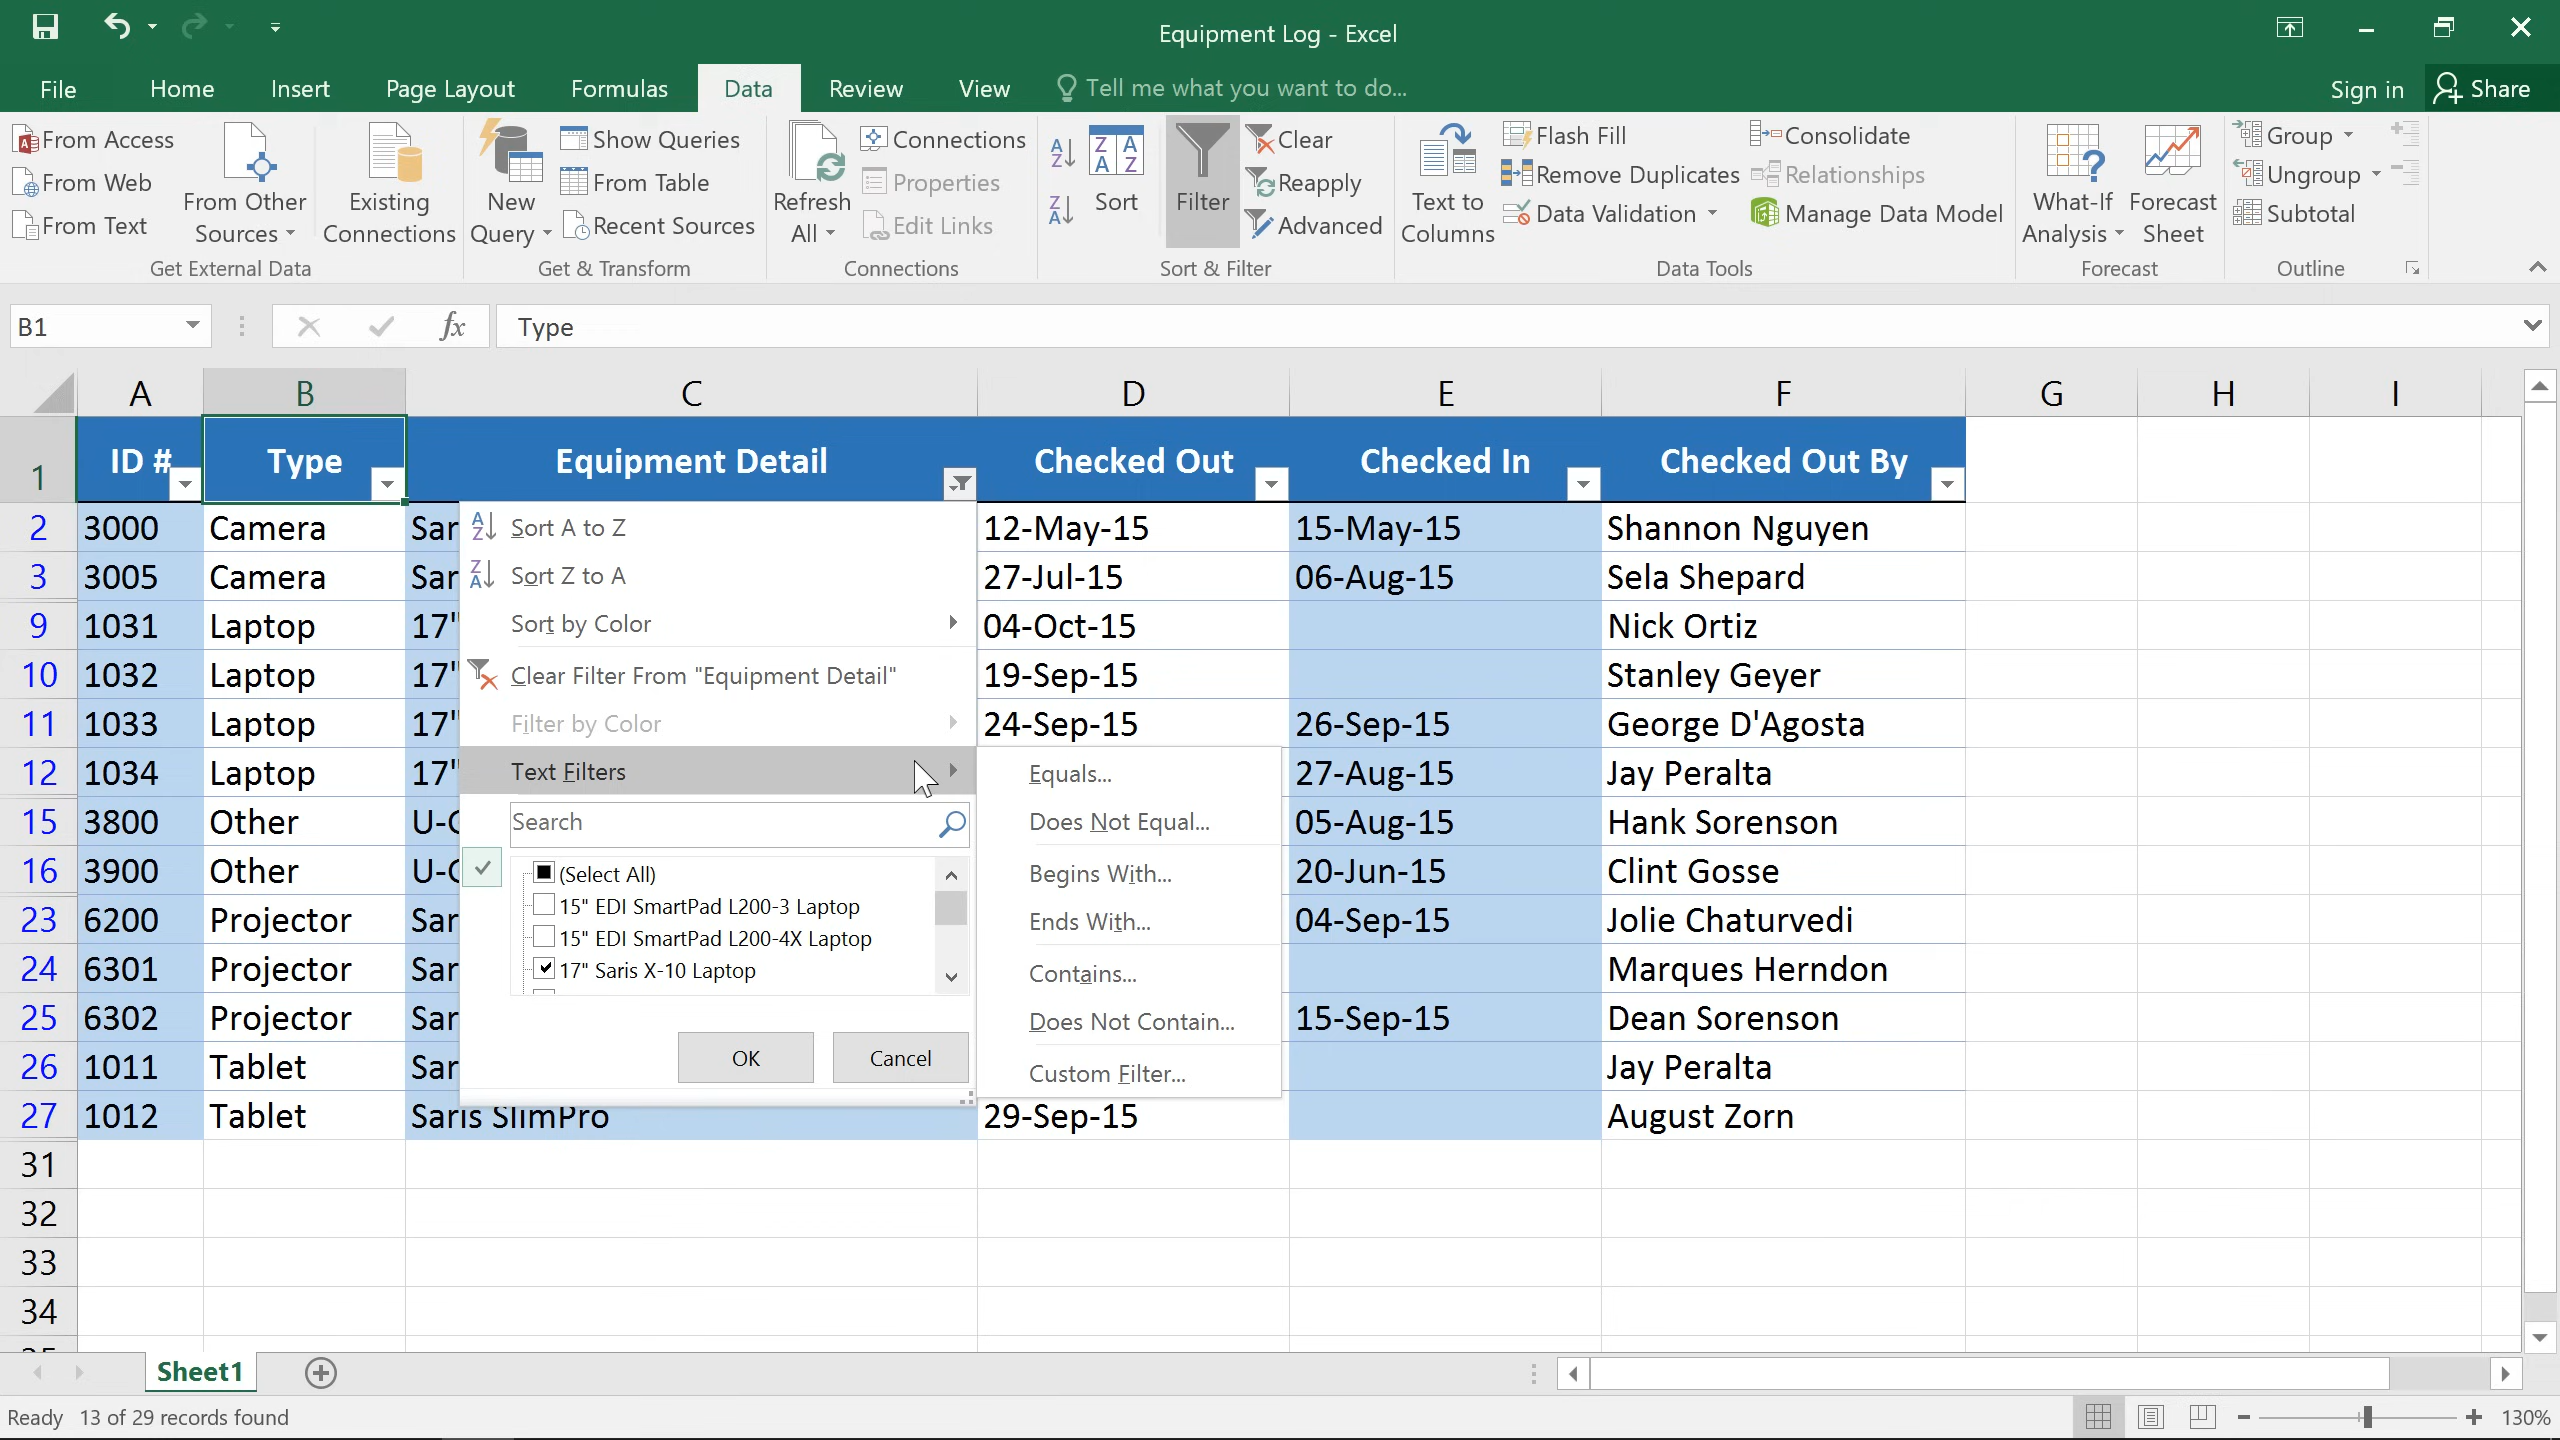 Equipment Log - Excel
File Home Insert Page Layout Formulas Data Review View Tell me what you want to do... Sign in Share
From Access
From Web
From Text
From Other Sources
Existing Connections
Get External Data
New Query
Show Queries
From Table
Recent Sources
Get & Transform
Refresh All
Connections
Properties
Edit Links
Connections
Sort
Filter
Clear
Reapply
Advanced
Sort & Filter
Text to Columns
Flash Fill
Remove Duplicates
Data Validation
Consolidate
Relationships
Manage Data Model
Data Tools
What-If Analysis
Forecast Sheet
Forecast
Group
Ungroup
Subtotal
Outline
B1 fx Type
A B C D E F G H I
1 ID # Type Equipment Detail Checked Out Checked In Checked Out By
2 3000 Camera Sar 12-May-15 15-May-15 Shannon Nguyen
3 3005 Camera Sar 27-Jul-15 06-Aug-15 Sela Shepard
9 1031 Laptop 17" 04-Oct-15 Nick Ortiz
10 1032 Laptop 17" 19-Sep-15 Stanley Geyer
11 1033 Laptop 17" 24-Sep-15 26-Sep-15 George D'Agosta
12 1034 Laptop 17" 27-Aug-15 Jay Peralta
15 3800 Other U-C 05-Aug-15 Hank Sorenson
16 3900 Other U-C 20-Jun-15 Clint Gosse
23 6200 Projector Sar 04-Sep-15 Jolie Chaturvedi
24 6301 Projector Sar Marques Herndon
25 6302 Projector Sar 15-Sep-15 Dean Sorenson
26 1011 Tablet Sar Jay Peralta
27 1012 Tablet Saris SlimPro 29-Sep-15 August Zorn
31
32
33
34
Sort A to Z
Sort Z to A
Sort by Color
Clear Filter From "Equipment Detail"
Filter by Color
Text Filters
Search
(Select All)
15" EDI SmartPad L200-3 Laptop
15" EDI SmartPad L200-4X Laptop
17" Saris X-10 Laptop
OK Cancel
Equals...
Does Not Equal...
Begins With...
Ends With...
Contains...
Does Not Contain...
Custom Filter...
Sheet1
Ready 13 of 29 records found 130%